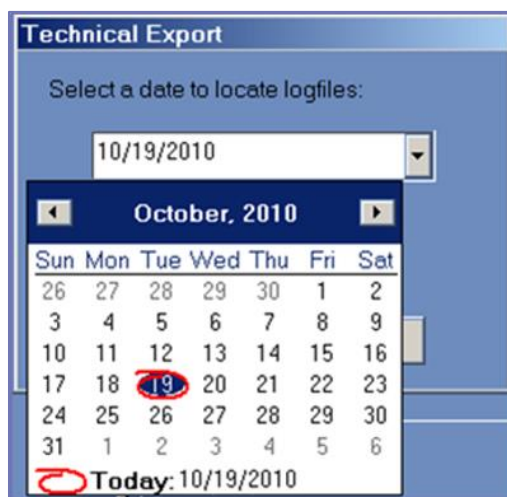 Technical Export
Select a date to locate logfiles:
10/19/2010
October, 2010
Sun Mon Tue Wed Thu Fri Sat
26 27 28 29 30 1 2
3 4 5 6 7 8 9
10 11 12 13 14 15 16
17 18 19 20 21 22 23
24 25 26 27 28 29 30
31 1 2 3 4 5 6
Today: 10/19/2010